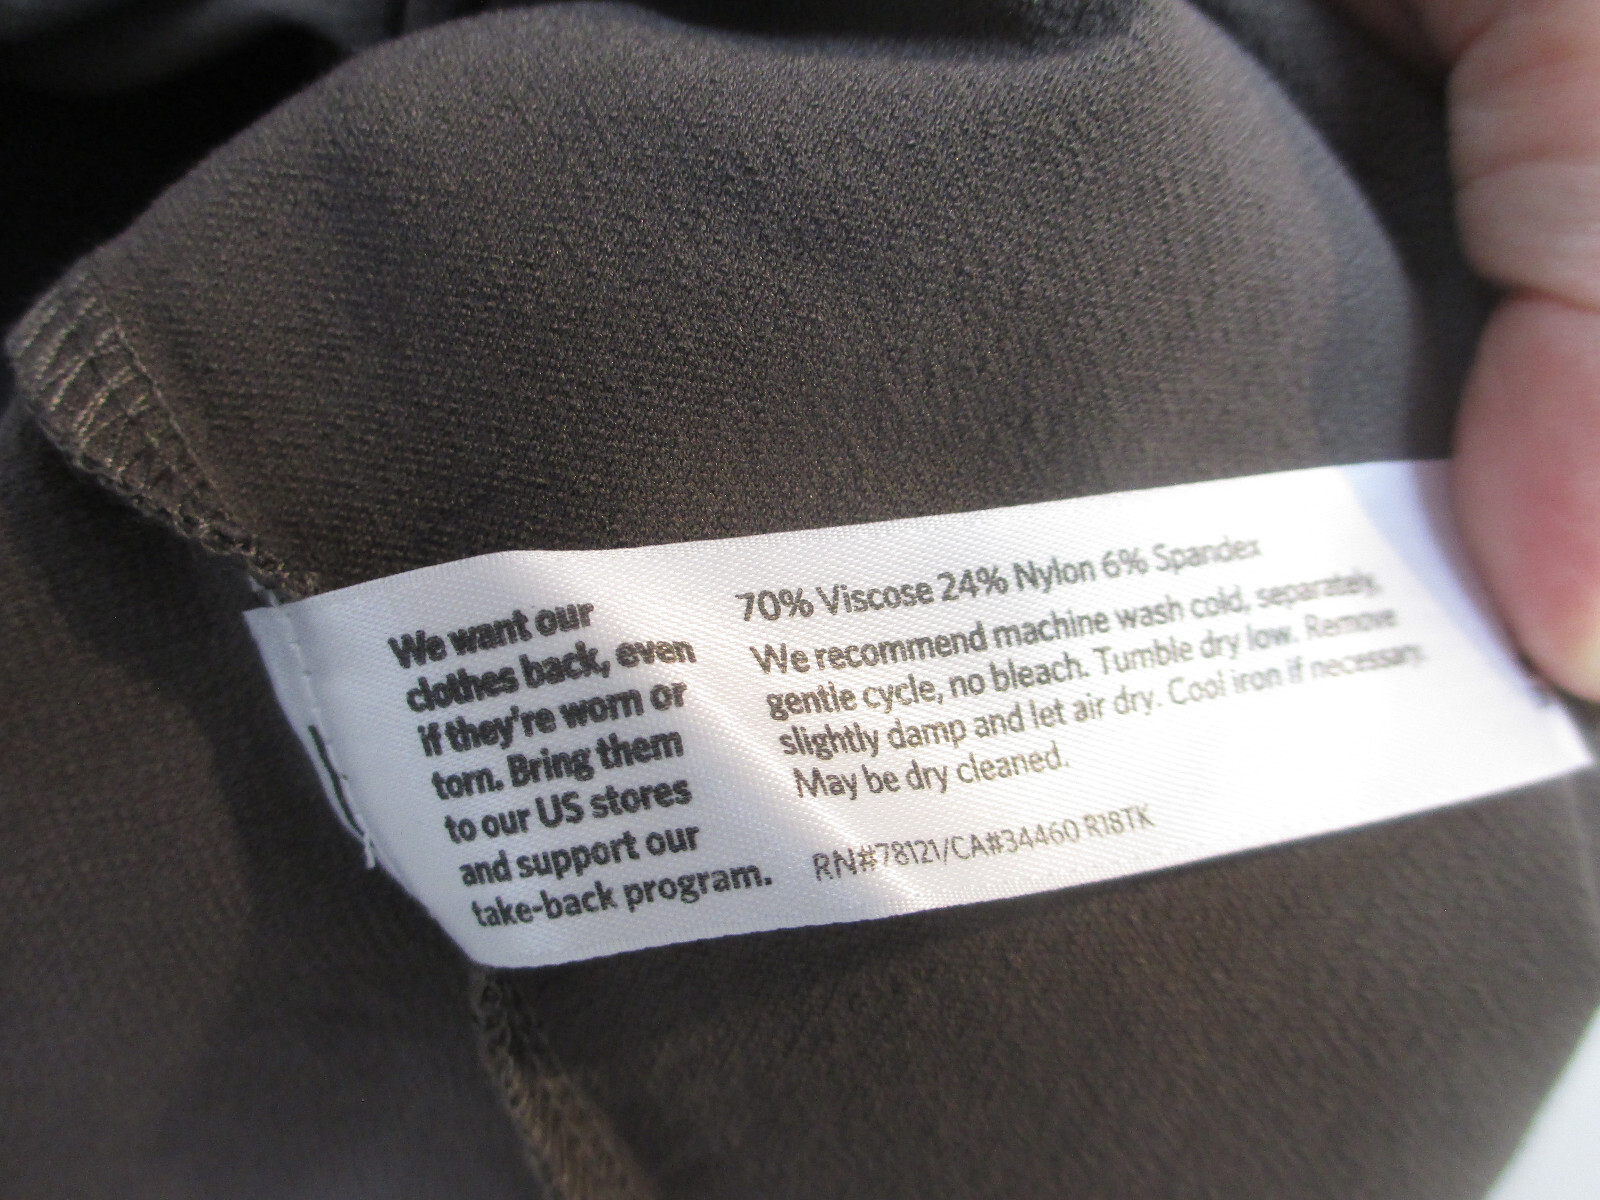 We want our
clothes back, even
if they're worn or
torn. Bring them
to our US stores
and support our
take-back program.
70% Viscose 24% Nylon 6% Spandex
We recommend machine wash cold, separately,
gentle cycle, no bleach. Tumble dry low. Remove
slightly damp and let air dry. Cool iron if necessary.
May be dry cleaned.
RN#78121/CA#34460 R18TK